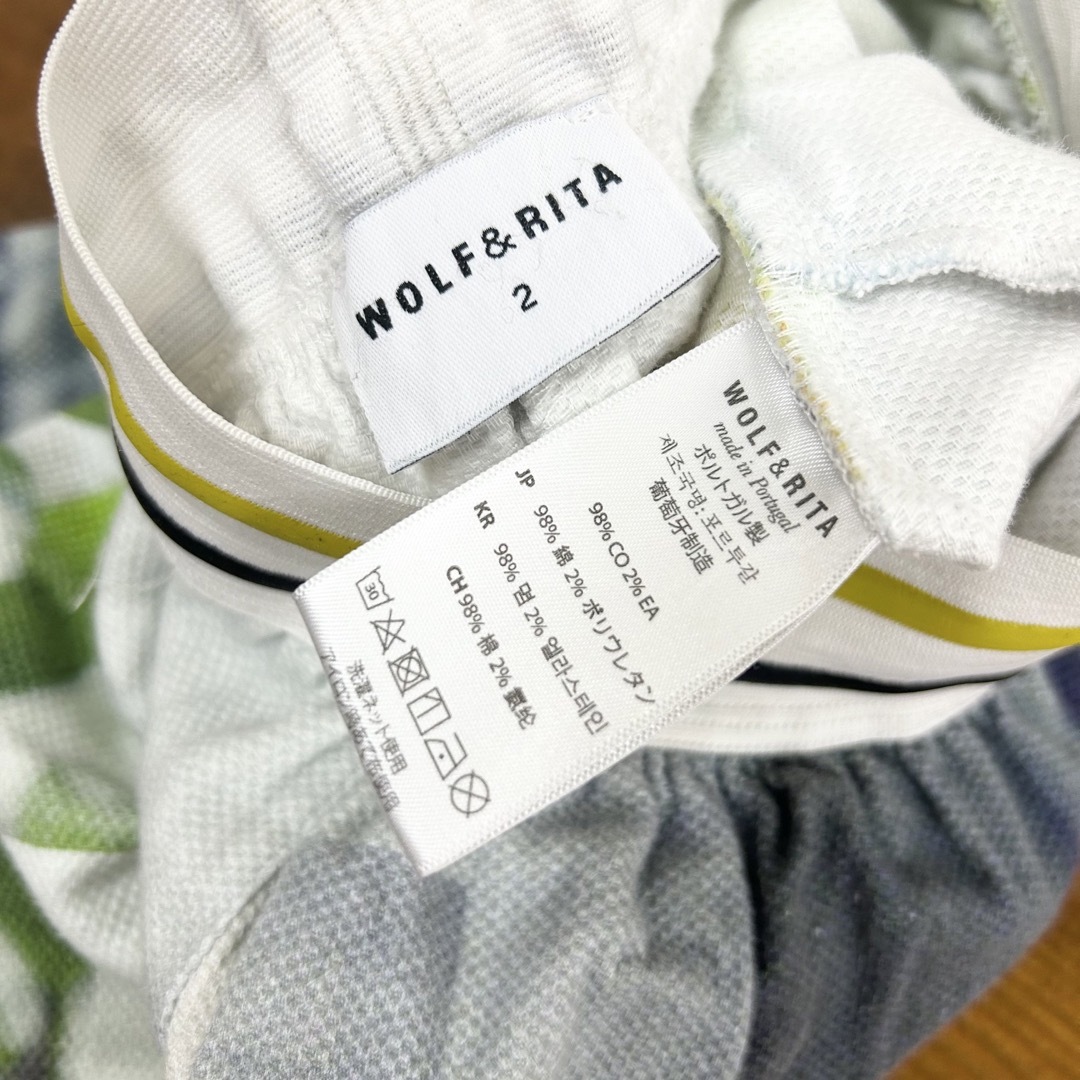 WOLF&RITA
2
WOLF&RITA
made in Portugal
ポルトガル製
제조국명:포르투갈
葡萄牙制造
98% CO 2% EA
JP 98% 綿 2% ポリウレタン
KR 98% 면 2% 엘라스테인
CH 98% 棉 2% 氨纶
30
洗濯ネット使用